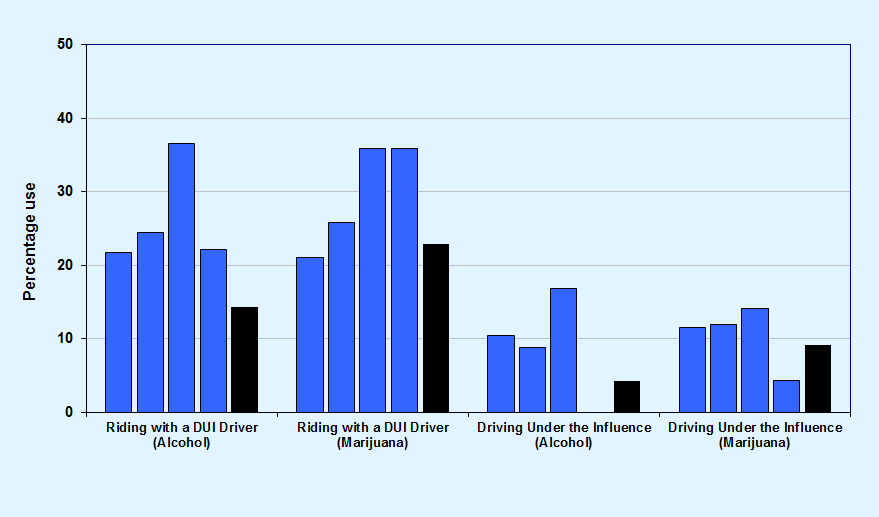 50
40
30
20
10
0
Percentage use
Riding with a DUI Driver
(Alcohol)
Riding with a DUI Driver
(Marijuana)
Driving Under the Influence
(Alcohol)
Driving Under the Influence
(Marijuana)